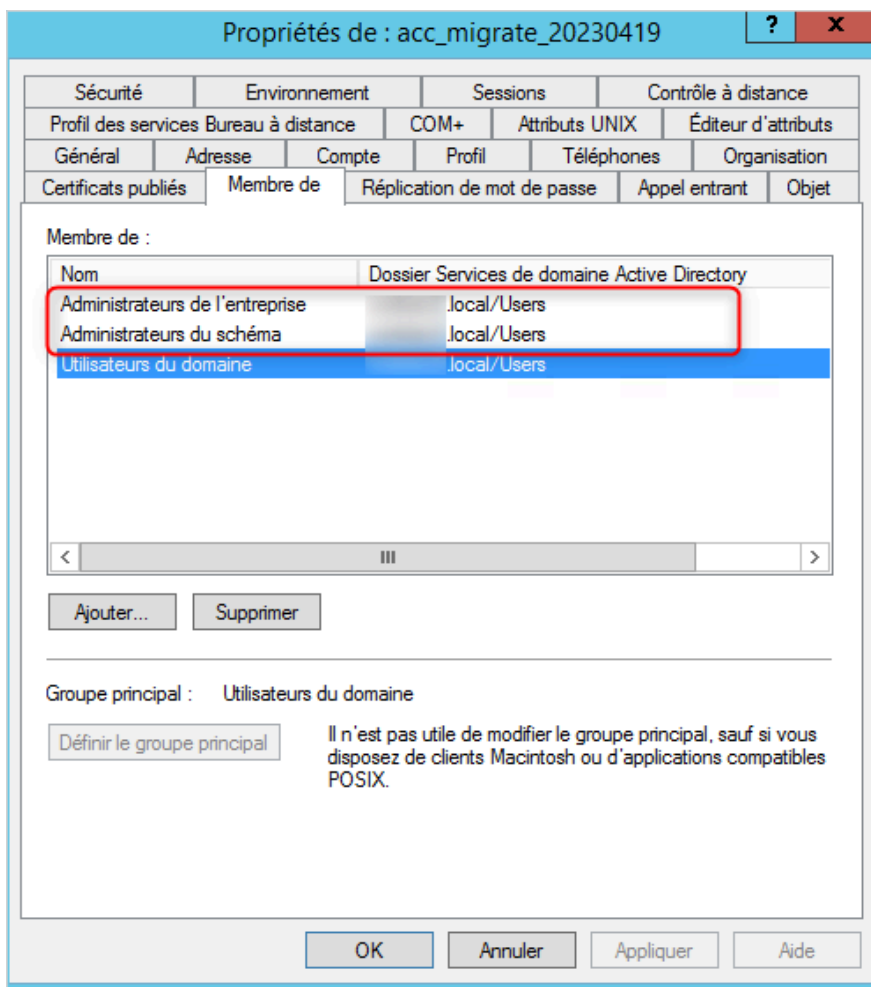 Propriétés de : acc_migrate_20230419
? x
Sécurité Environnement Sessions Contrôle à distance
Profil des services Bureau à distance COM+ Attributs UNIX Éditeur d'attributs
Général Adresse Compte Profil Téléphones Organisation
Certificats publiés Membre de Réplication de mot de passe Appel entrant Objet
Membre de :
Nom Dossier Services de domaine Active Directory
Administrateurs de l'entreprise .local/Users
Administrateurs du schéma .local/Users
Utilisateurs du domaine .local/Users
Ajouter... Supprimer
Groupe principal : Utilisateurs du domaine
Définir le groupe principal
Il n'est pas utile de modifier le groupe principal, sauf si vous
disposez de clients Macintosh ou d'applications compatibles
POSIX.
OK Annuler Appliquer Aide